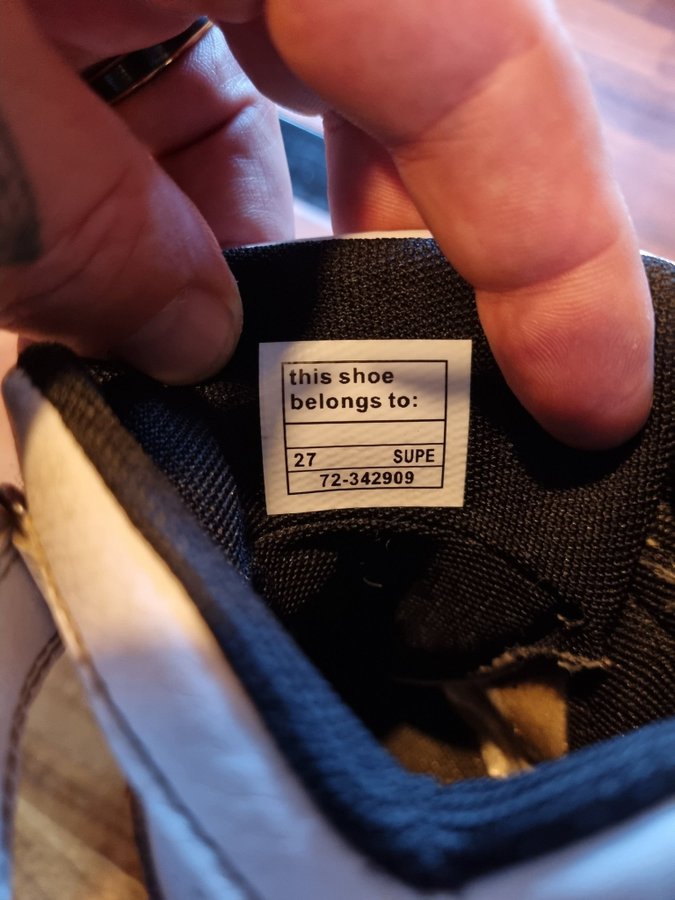 this shoe
belongs to:
27 SUPE
72-342909